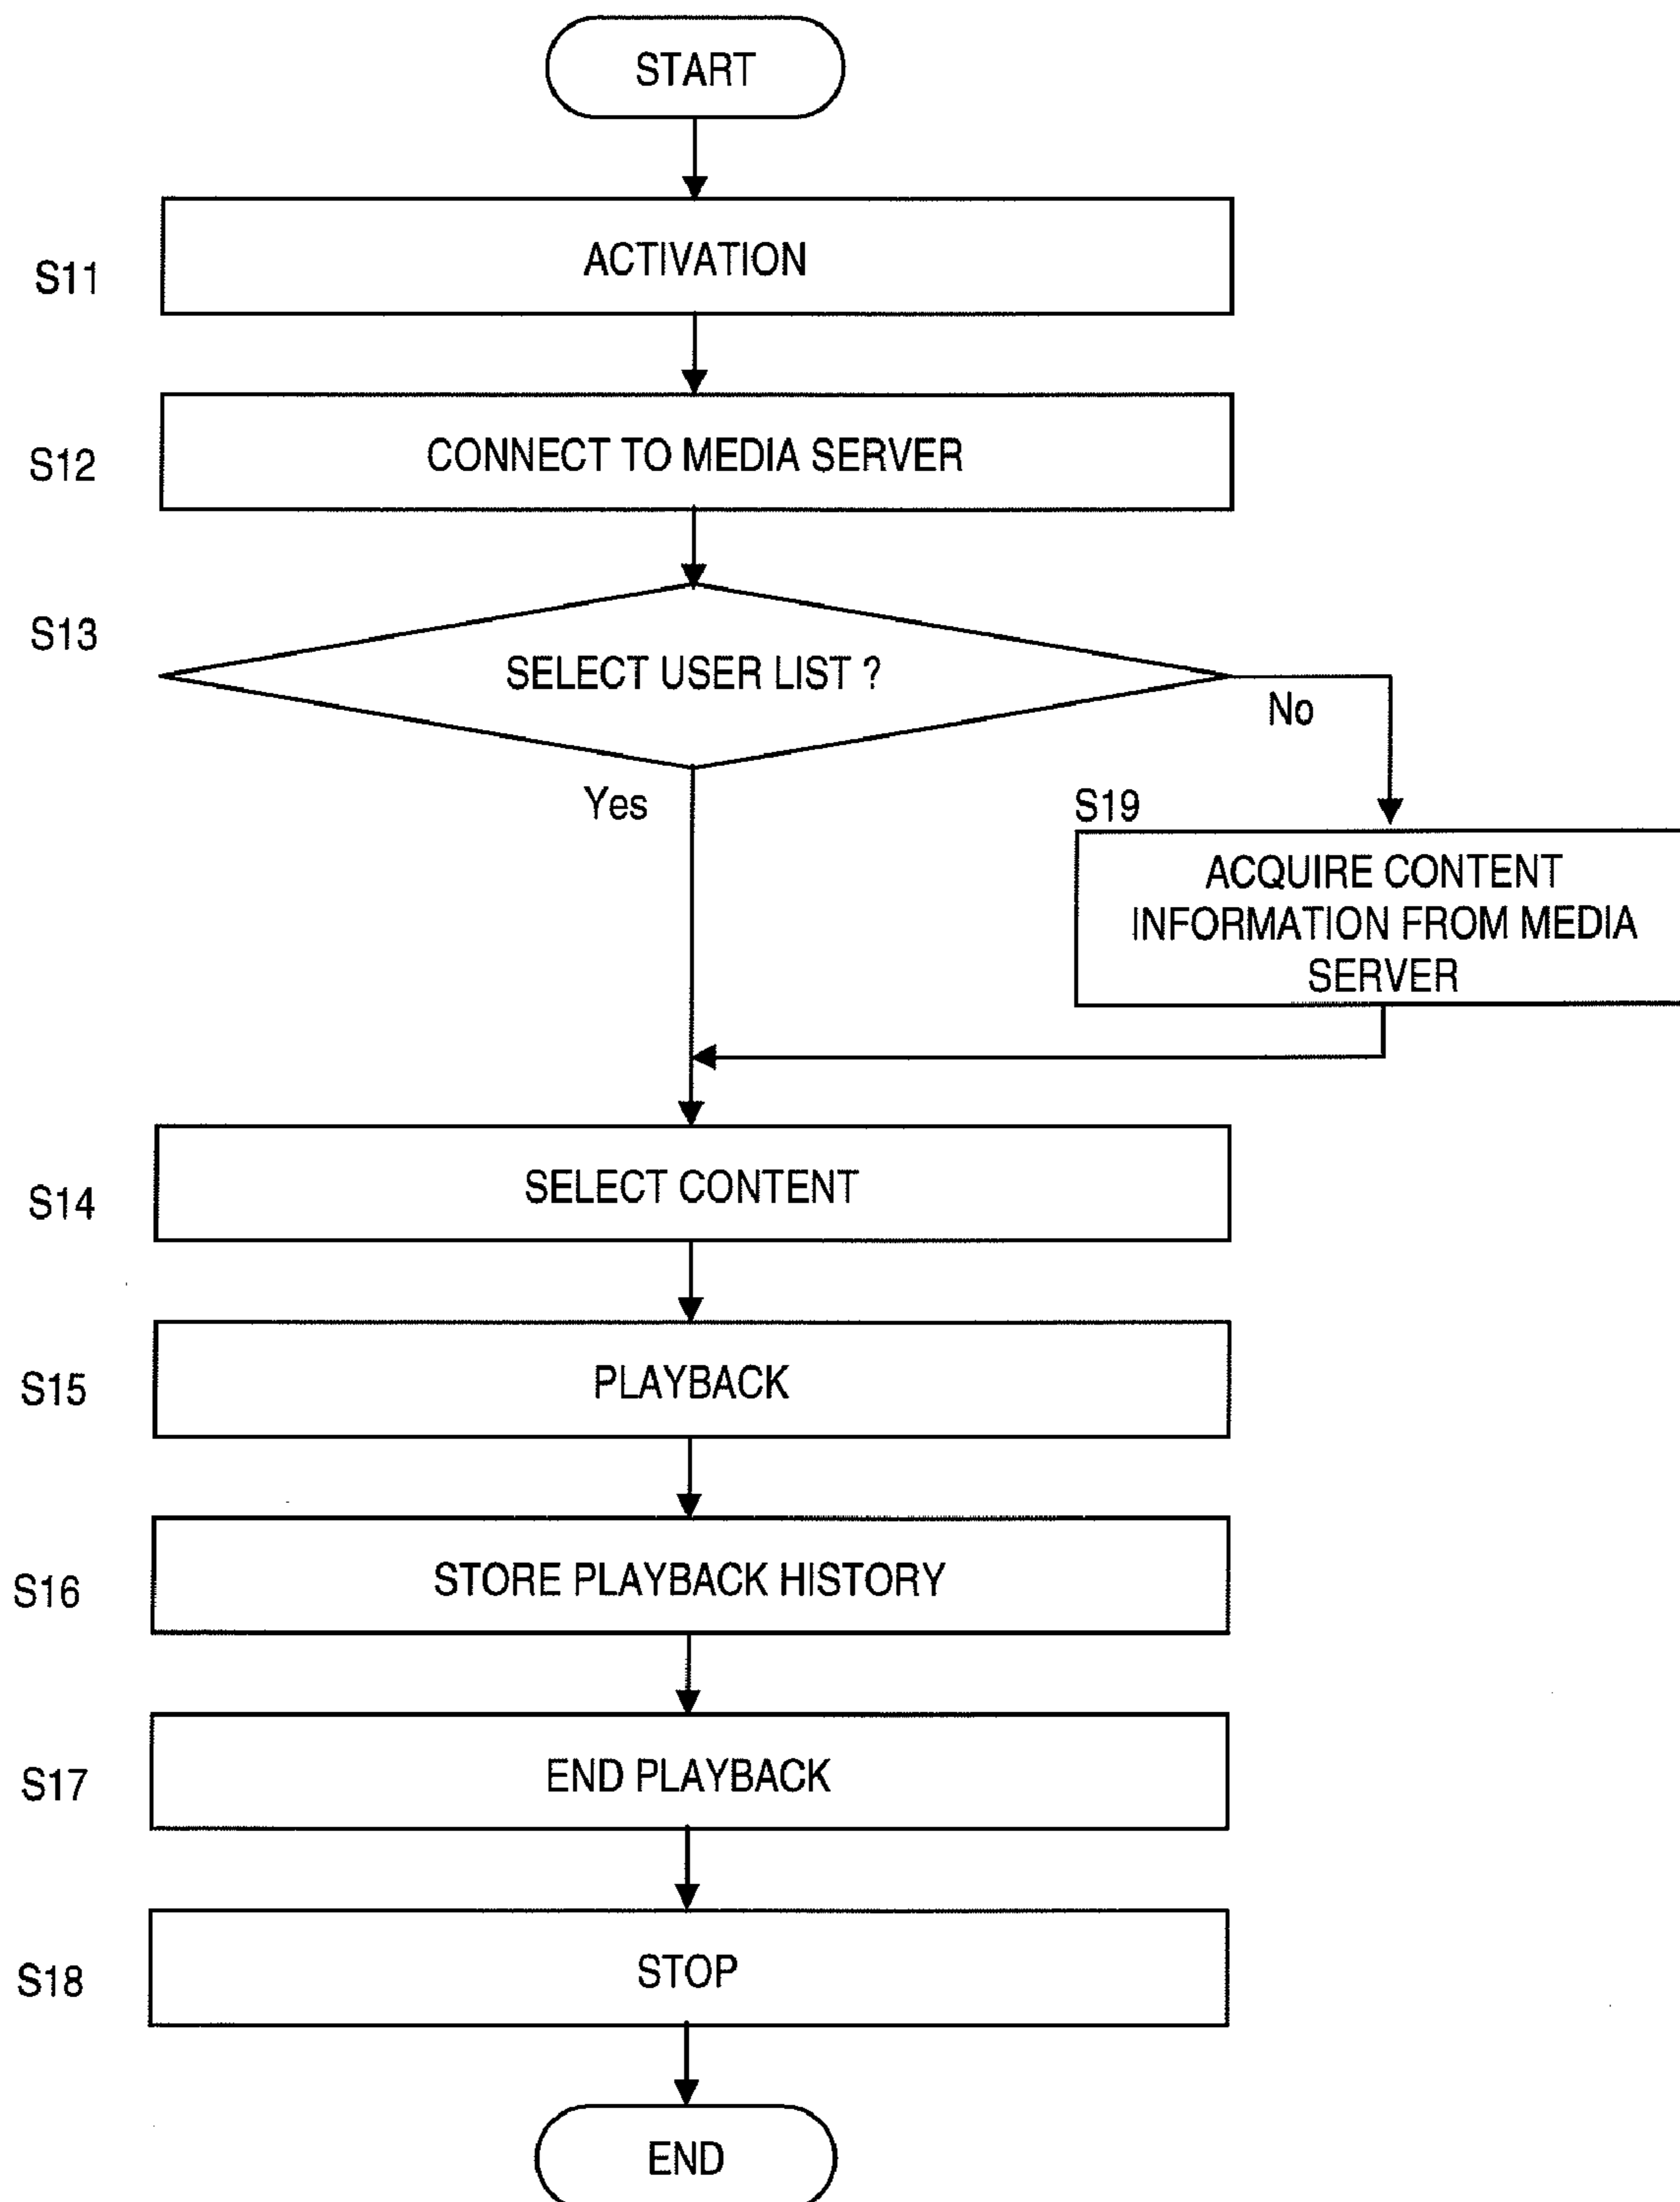 START
S11
ACTIVATION
S12
CONNECT TO MEDIA SERVER
S13
SELECT USER LIST ?
No
Yes
S19
ACQUIRE CONTENT
INFORMATION FROM MEDIA
SERVER
S14
SELECT CONTENT
S15
PLAYBACK
S16
STORE PLAYBACK HISTORY
S17
END PLAYBACK
S18
STOP
END